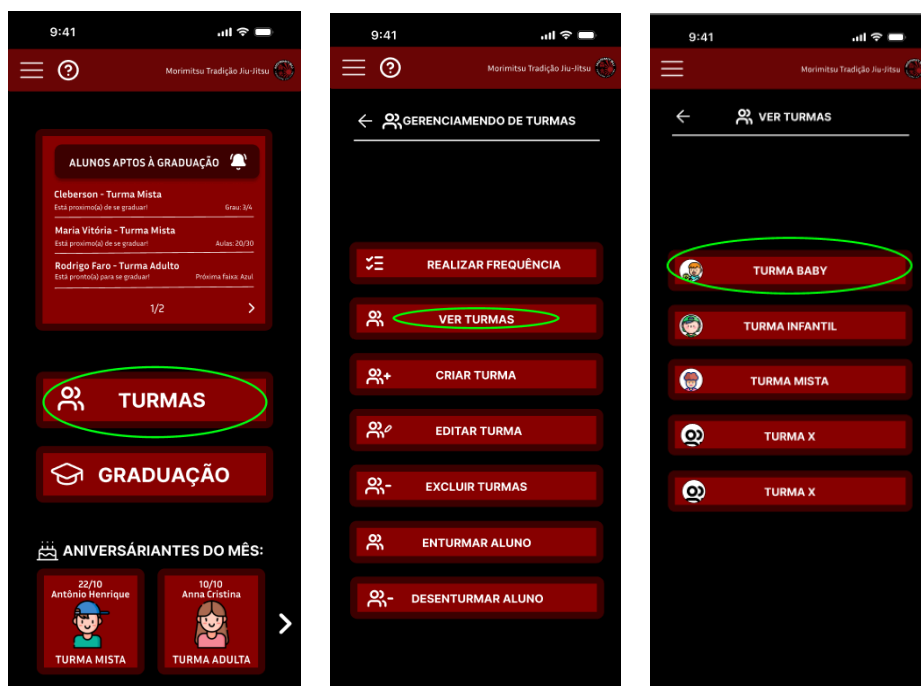 9:41
Morimitsu Tradição Jiu-Jitsu
ALUNOS APTOS À GRADUAÇÃO
Cleberson - Turma Mista
Está proximo(a) de se graduar!
Grau: 3/4
Maria Vitória - Turma Mista
Está proximo(a) de se graduar!
Aulas: 20/30
Rodrigo Faro - Turma Adulto
Está pronto(a) para se graduar!
Próxima faixa: Azul
1/2
TURMAS
GRADUAÇÃO
ANIVERSÁRIANTES DO MÊS:
22/10
Antônio Henrique
TURMA MISTA
10/10
Anna Cristina
TURMA ADULTA
9:41
Morimitsu Tradição Jiu-Jitsu
GERENCIAMENDO DE TURMAS
REALIZAR FREQUÊNCIA
VER TURMAS
CRIAR TURMA
EDITAR TURMA
EXCLUIR TURMAS
ENTURMAR ALUNO
DESENTURMAR ALUNO
9:41
Morimitsu Tradição Jiu-Jitsu
VER TURMAS
TURMA BABY
TURMA INFANTIL
TURMA MISTA
TURMA X
TURMA X